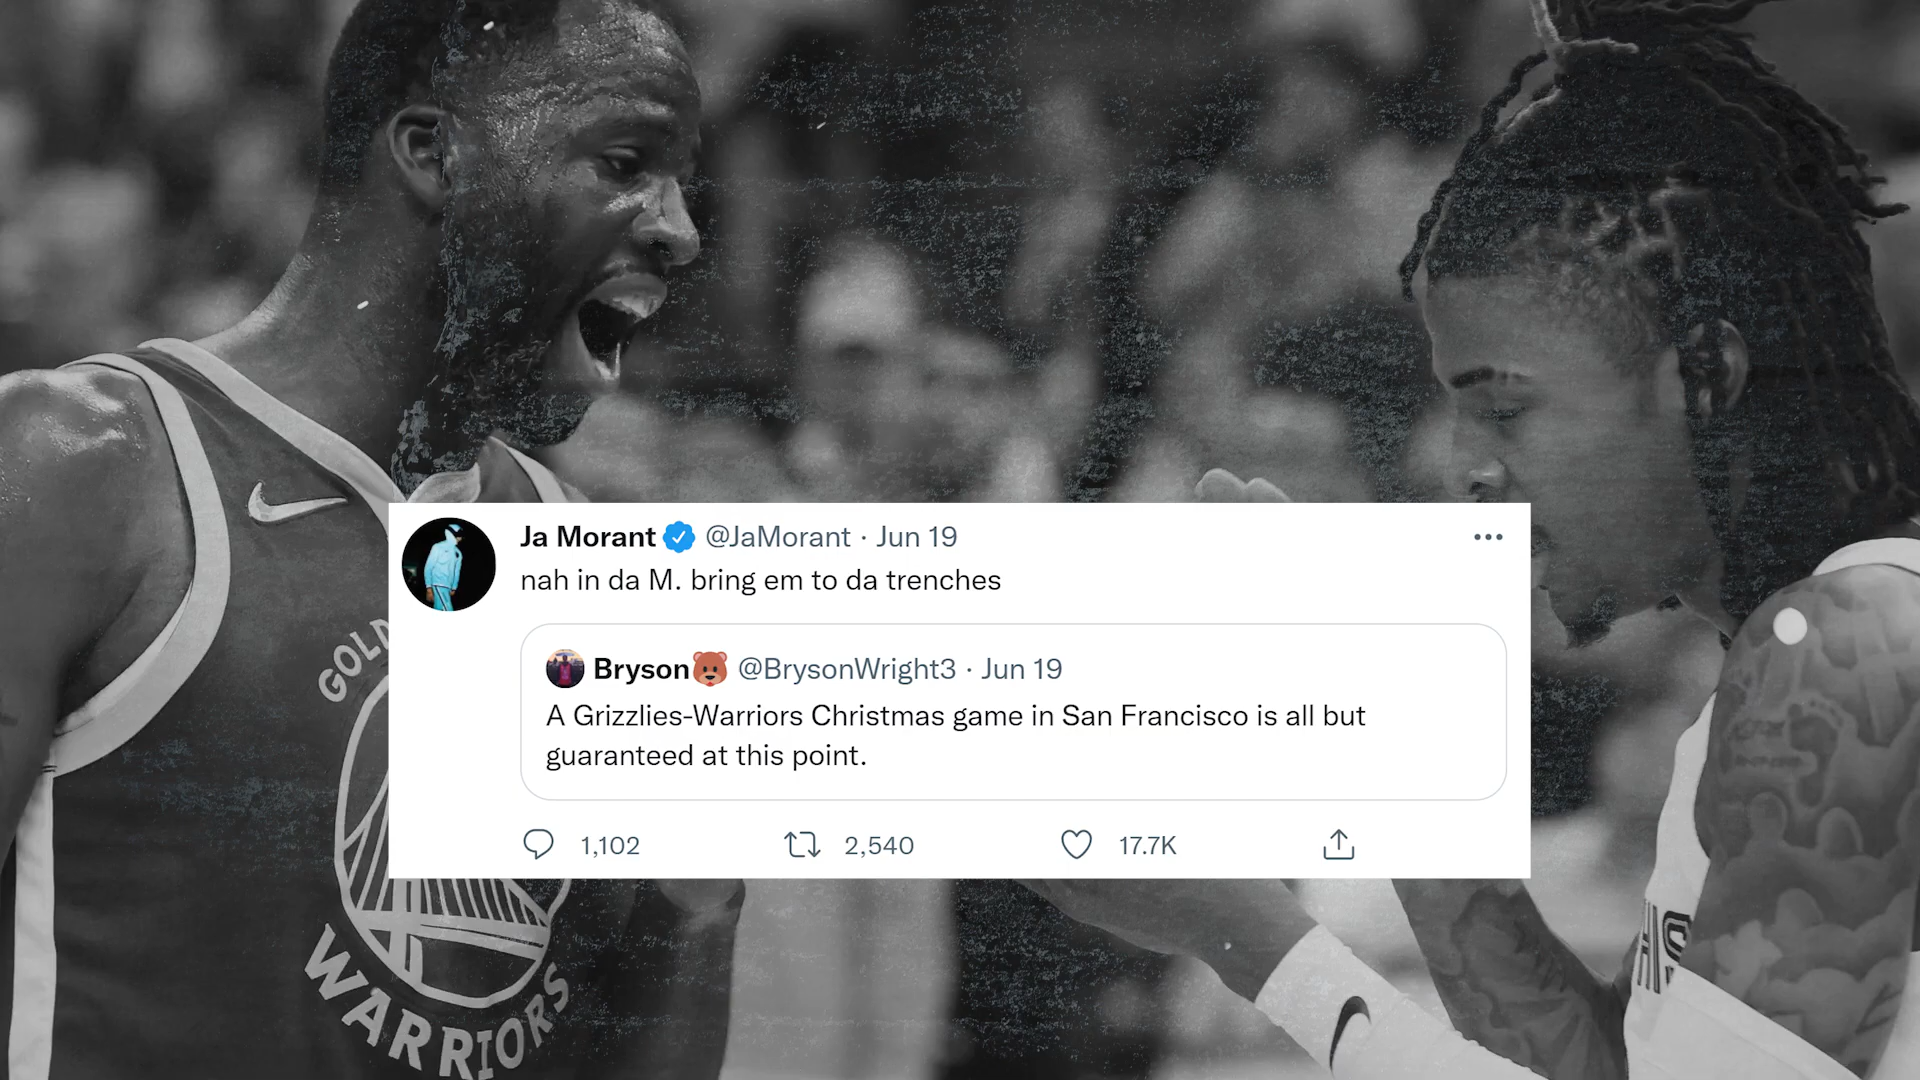 Ja Morant @JaMorant · Jun 19
nah in da M. bring em to da trenches
Bryson🐻 @BrysonWright3 · Jun 19
A Grizzlies-Warriors Christmas game in San Francisco is all but
guaranteed at this point.
1,102 2,540 17.7K
GOLD
WARRIORS
HIS